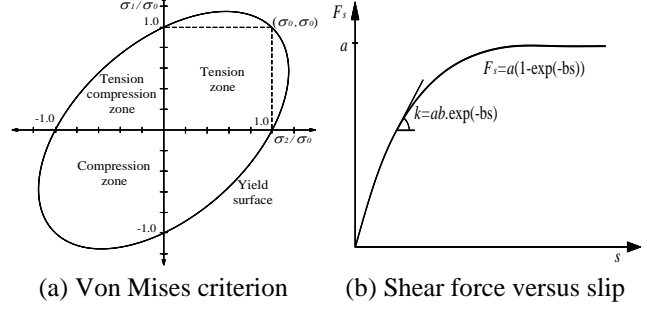 σ1/σ0
1.0
(σ0,σ0)
Tension
compression
zone
Tension
zone
-1.0
1.0
σ2/σ0
Compression
zone
Yield
surface
-1.0
(a) Von Mises criterion
Fs
a
Fs=a(1-exp(-bs))
k=ab.exp(-bs)
s
(b) Shear force versus slip